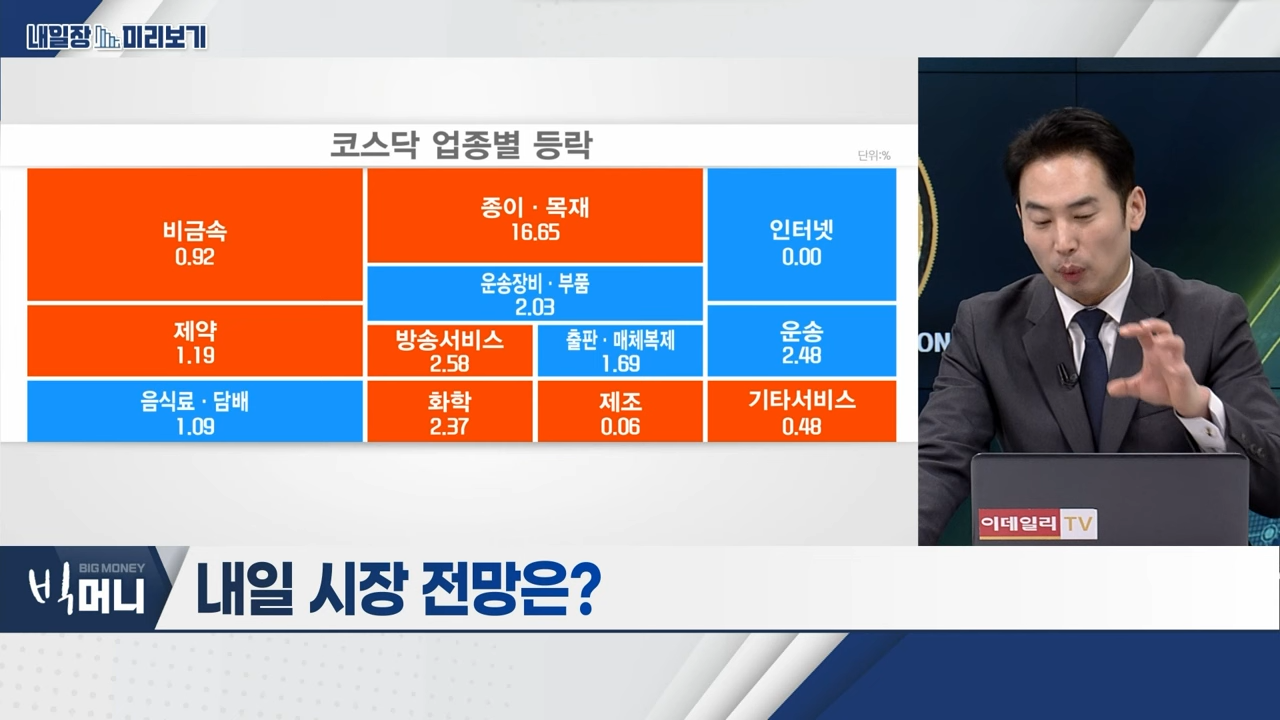 내일장 미리보기
코스닥 업종별 등락
단위:%
비금속
0.92
종이·목재
16.65
인터넷
0.00
운송장비·부품
2.03
제약
1.19
방송서비스
2.58
출판·매체복제
1.69
운송
2.48
음식료·담배
1.09
화학
2.37
제조
0.06
기타서비스
0.48
ON
이데일리 TV
BIG MONEY
빅머니
내일 시장 전망은?